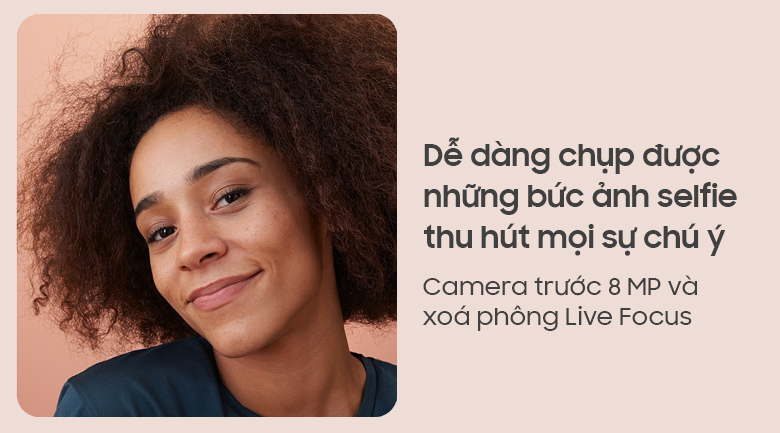 Dễ dàng chụp được
những bức ảnh selfie
thu hút mọi sự chú ý
Camera trước 8 MP và
xoá phông Live Focus